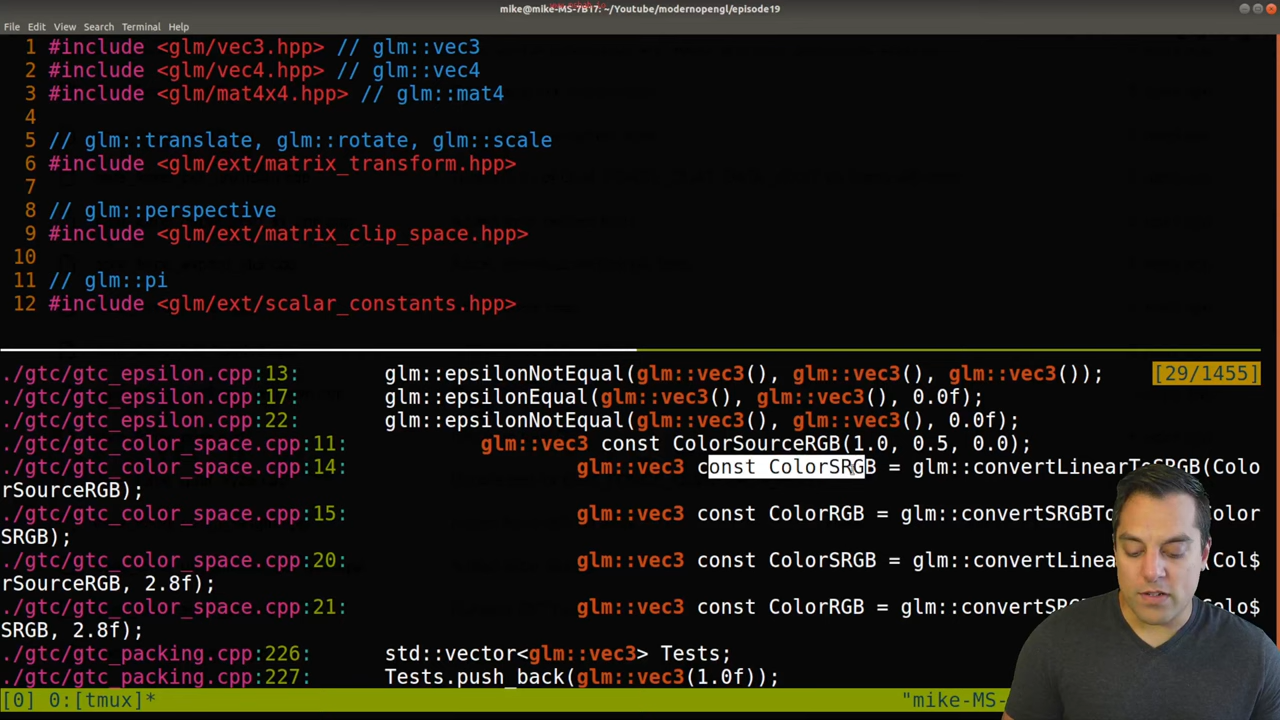 mike@mike-MS-7B17: ~/Youtube/modernopengl/episode19
File Edit View Search Terminal Help
1 #include <glm/vec3.hpp> // glm::vec3
2 #include <glm/vec4.hpp> // glm::vec4
3 #include <glm/mat4x4.hpp> // glm::mat4
4
5 // glm::translate, glm::rotate, glm::scale
6 #include <glm/ext/matrix_transform.hpp>
7
8 // glm::perspective
9 #include <glm/ext/matrix_clip_space.hpp>
10
11 // glm::pi
12 #include <glm/ext/scalar_constants.hpp>
./gtc/gtc_epsilon.cpp:13: glm::epsilonNotEqual(glm::vec3(), glm::vec3(), glm::vec3()); [29/1455]
./gtc/gtc_epsilon.cpp:17: glm::epsilonEqual(glm::vec3(), glm::vec3(), 0.0f);
./gtc/gtc_epsilon.cpp:22: glm::epsilonNotEqual(glm::vec3(), glm::vec3(), 0.0f);
./gtc/gtc_color_space.cpp:11: glm::vec3 const ColorSourceRGB(1.0, 0.5, 0.0);
./gtc/gtc_color_space.cpp:14: glm::vec3 const ColorSRGB = glm::convertLinearToSRGB(Colo
rSourceRGB);
./gtc/gtc_color_space.cpp:15: glm::vec3 const ColorRGB = glm::convertSRGBTo olor
SRGB);
./gtc/gtc_color_space.cpp:20: glm::vec3 const ColorSRGB = glm::convertLinea (Col$
rSourceRGB, 2.8f);
./gtc/gtc_color_space.cpp:21: glm::vec3 const ColorRGB = glm::convertSR olo$
SRGB, 2.8f);
./gtc/gtc_packing.cpp:226: std::vector<glm::vec3> Tests;
./gtc/gtc_packing.cpp:227: Tests.push_back(glm::vec3(1.0f));
[0] 0:[tmux]* "mike-MS-